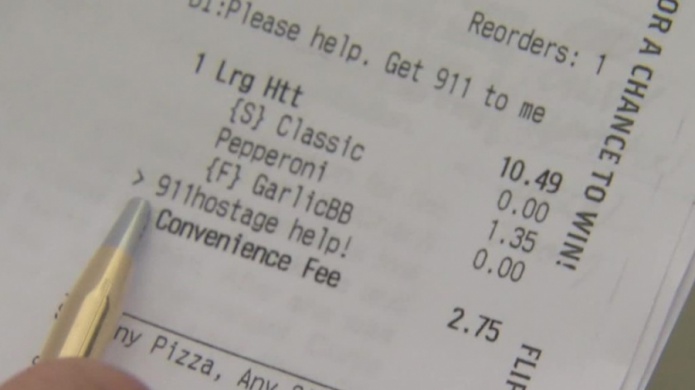 Reorders: 1
DI:Please help. Get 911 to me
1 Lrg Htt 10.49
{S} Classic 0.00
Pepperoni 1.35
{F} GarlicBB 0.00
> 911hostage help!
Convenience Fee 2.75
ny Pizza, Any
OR A CHANCE TO WIN!
FLIP